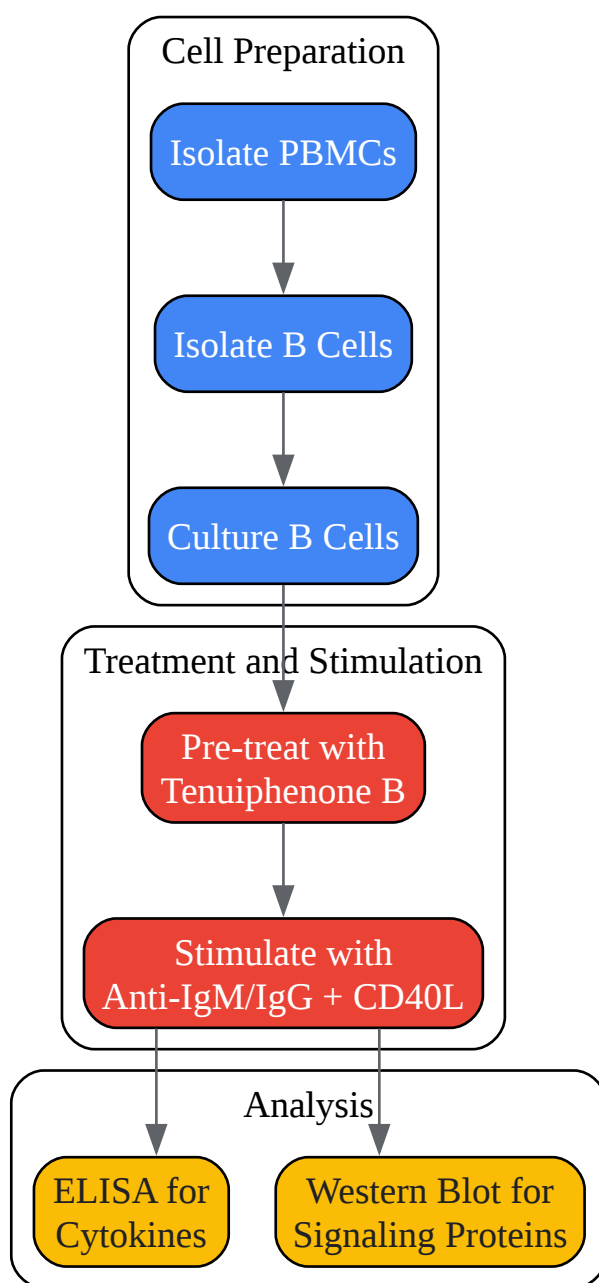 Cell Preparation
Isolate PBMCs
Isolate B Cells
Culture B Cells
Treatment and Stimulation
Pre-treat with
Tenuiphenone B
Stimulate with
Anti-IgM/IgG + CD40L
Analysis
ELISA for
Cytokines
Western Blot for
Signaling Proteins